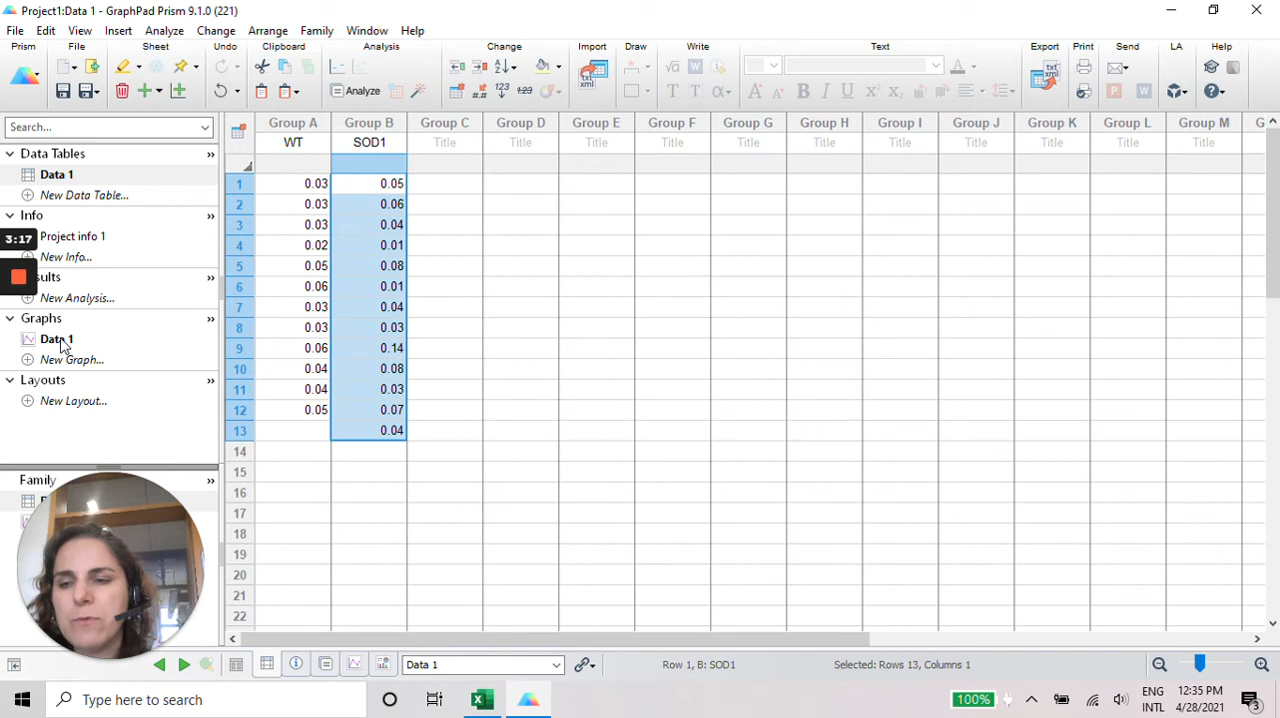 Project1:Data 1 - GraphPad Prism 9.1.0 (221)
File Edit View Insert Change Arrange Family Window Help
Prism File Sheet Undo Clipboard Analysis Change Import Draw Write Text Export Print Send LA Help
Analyze
Search...
Data Tables
Data 1
New Data Table...
Info
Project info 1
New Info...
3:17
New Analysis...
Graphs
Data 1
New Graph...
Layouts
New Layout...
Family
Group A Group B Group C Group D Group E Group F Group G Group H Group I Group J Group K Group L Group M
WT SOD1 Title Title Title Title Title Title Title Title Title Title Title
1 0.03 0.05
2 0.03 0.06
3 0.03 0.04
4 0.02 0.01
5 0.05 0.08
6 0.06 0.01
7 0.03 0.04
8 0.03 0.03
9 0.06 0.14
10 0.04 0.08
11 0.04 0.03
12 0.05 0.07
13 0.04
14
15
16
17
18
19
20
21
22
Data 1 Row 1, B: SOD1 Selected: Rows 13, Columns 1
Type here to search
100%
ENG
INTL
12:35 PM
4/28/2021
3